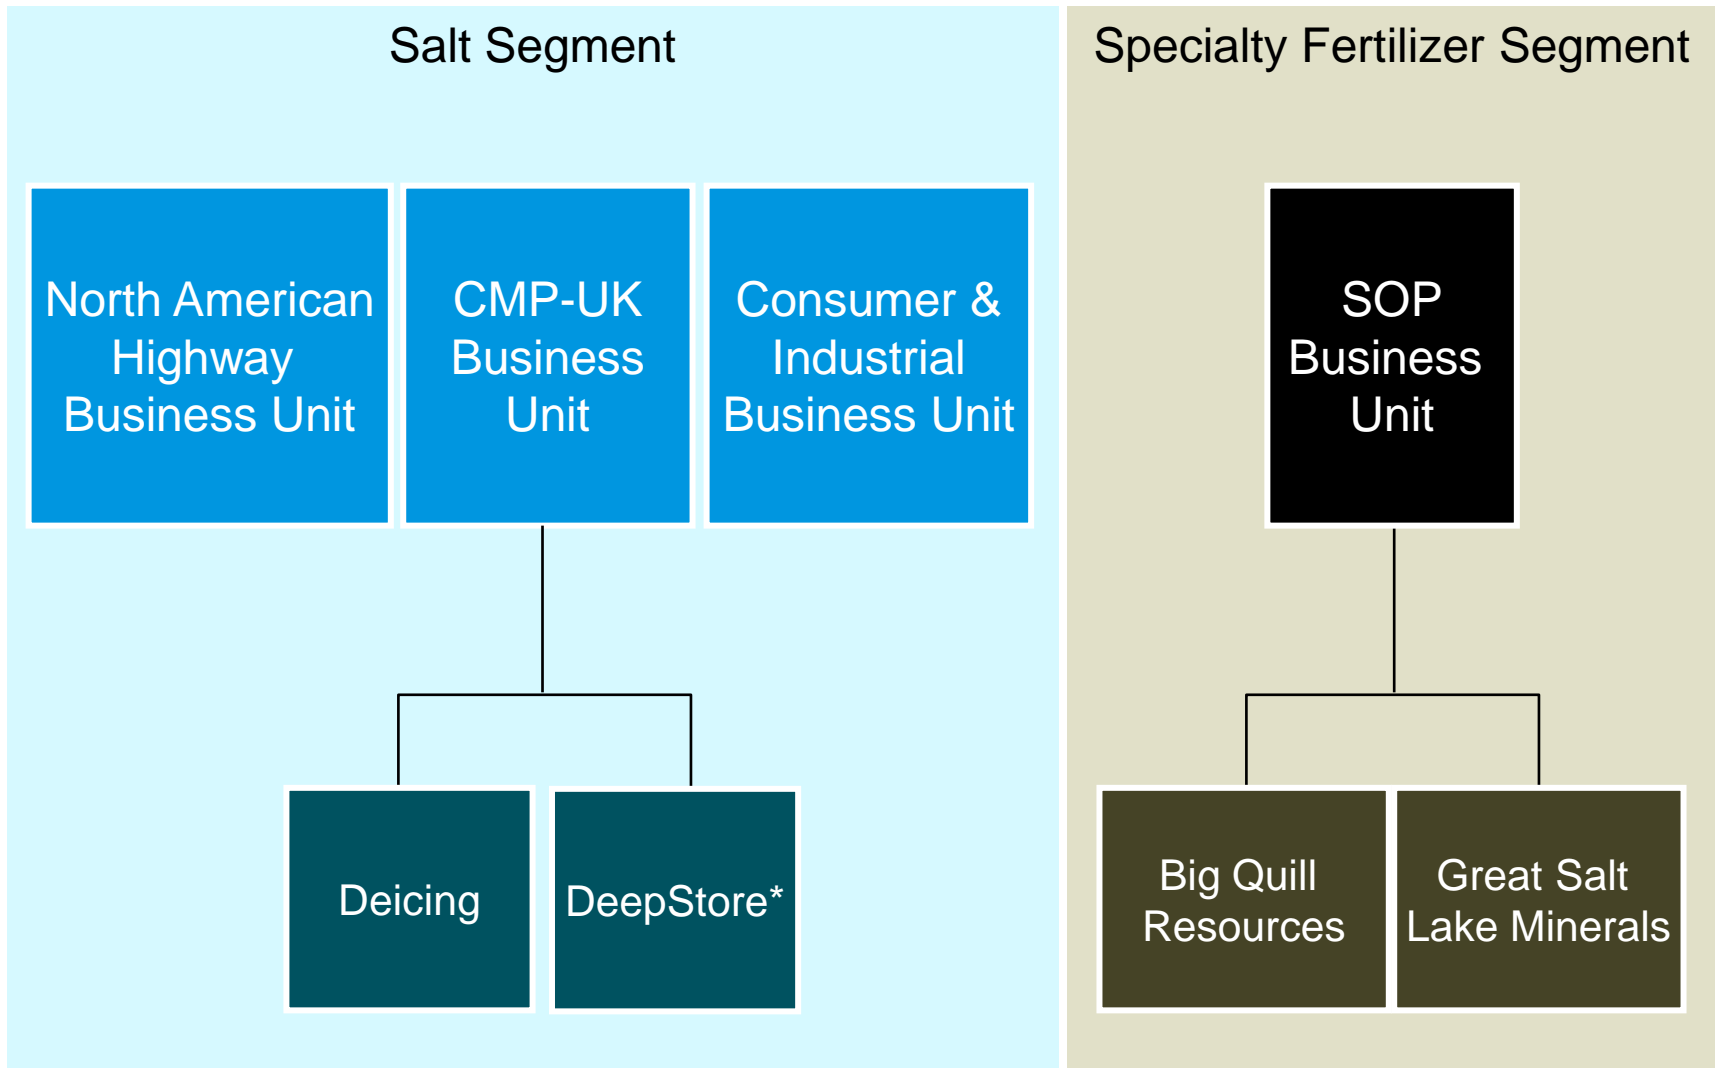 Salt Segment
Specialty Fertilizer Segment
North American
Highway
Business Unit
CMP-UK
Business
Unit
Consumer &
Industrial
Business Unit
SOP
Business
Unit
Deicing
DeepStore*
Big Quill
Resources
Great Salt
Lake Minerals